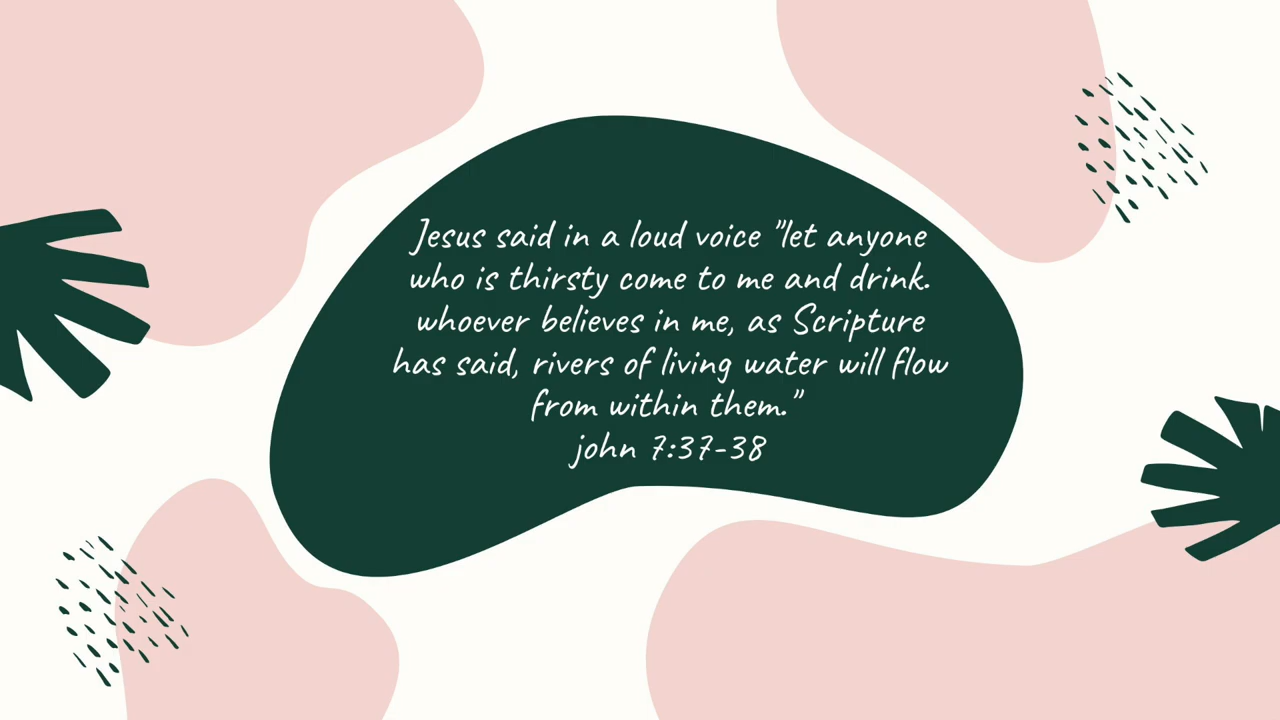 Jesus said in a loud voice "let anyone
who is thirsty come to me and drink.
whoever believes in me, as Scripture
has said, rivers of living water will flow
from within them."
john 7:37-38